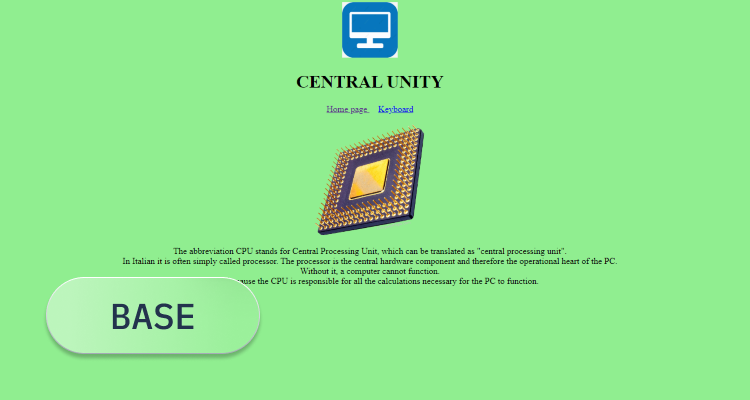 CENTRAL UNITY
Home page Keyboard
The abbreviation CPU stands for Central Processing Unit, which can be translated as "central processing unit".
In Italian it is often simply called processor. The processor is the central hardware component and therefore the operational heart of the PC.
Without it, a computer cannot function.
the CPU is responsible for all the calculations necessary for the PC to function.
BASE